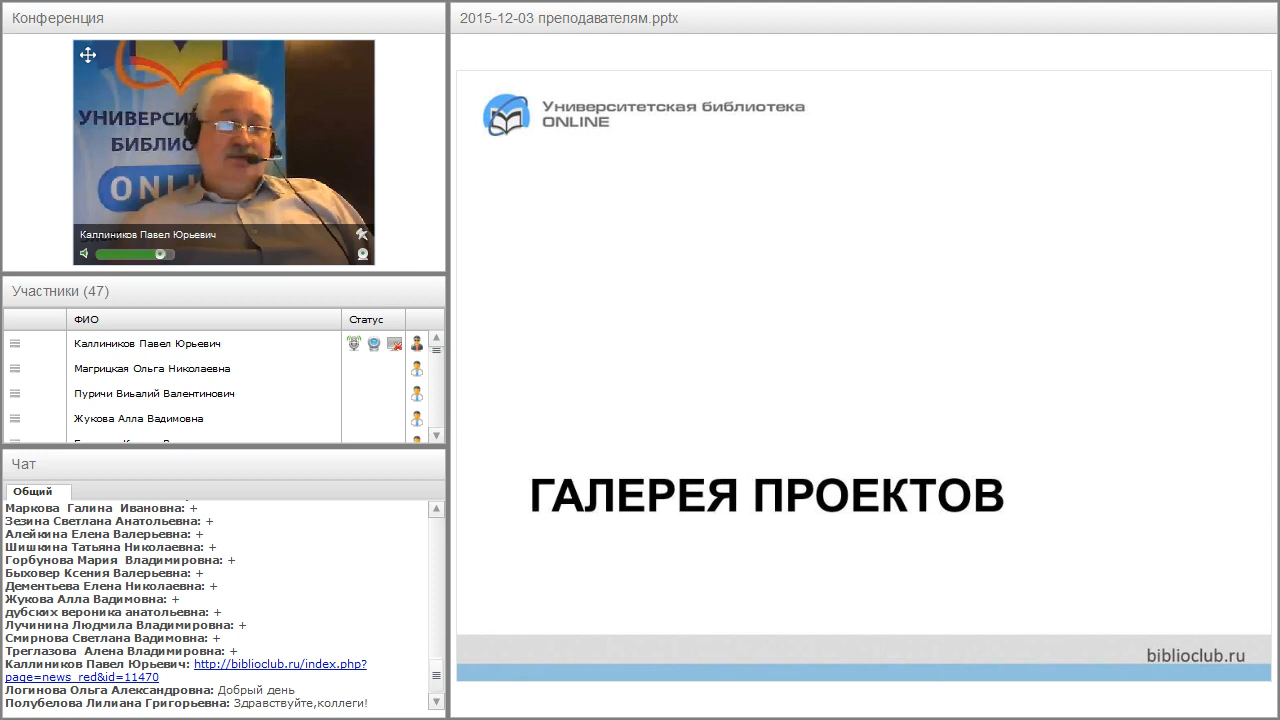 Конференция
УНИВЕРСИ
БИБЛИО
ONL
Каллиников Павел Юрьевич
Участники (47)
ФИО
Статус
Каллиников Павел Юрьевич
Магрицкая Ольга Николаевна
Пуричи Виьалий Валентинович
Жукова Алла Вадимовна
Чат
Общий
Маркова Галина Ивановна: +
Зезина Светлана Анатольевна: +
Алейкина Елена Валерьевна: +
Шишкина Татьяна Николаевна: +
Горбунова Мария Владимировна: +
Быховер Ксения Валерьевна: +
Дементьева Елена Николаевна: +
Жукова Алла Вадимовна: +
дубских вероника анатольевна: +
Лучинина Людмила Владимировна: +
Смирнова Светлана Вадимовна: +
Треглазова Алена Владимировна: +
Каллиников Павел Юрьевич: http://biblioclub.ru/index.php?
page=news_red&id=11470
Логинова Ольга Александровна: Добрый день
Полубелова Лилиана Григорьевна: Здравствуйте,коллеги!
2015-12-03 преподавателям.pptx
Университетская библиотека
ONLINE
ГАЛЕРЕЯ ПРОЕКТОВ
biblioclub.ru